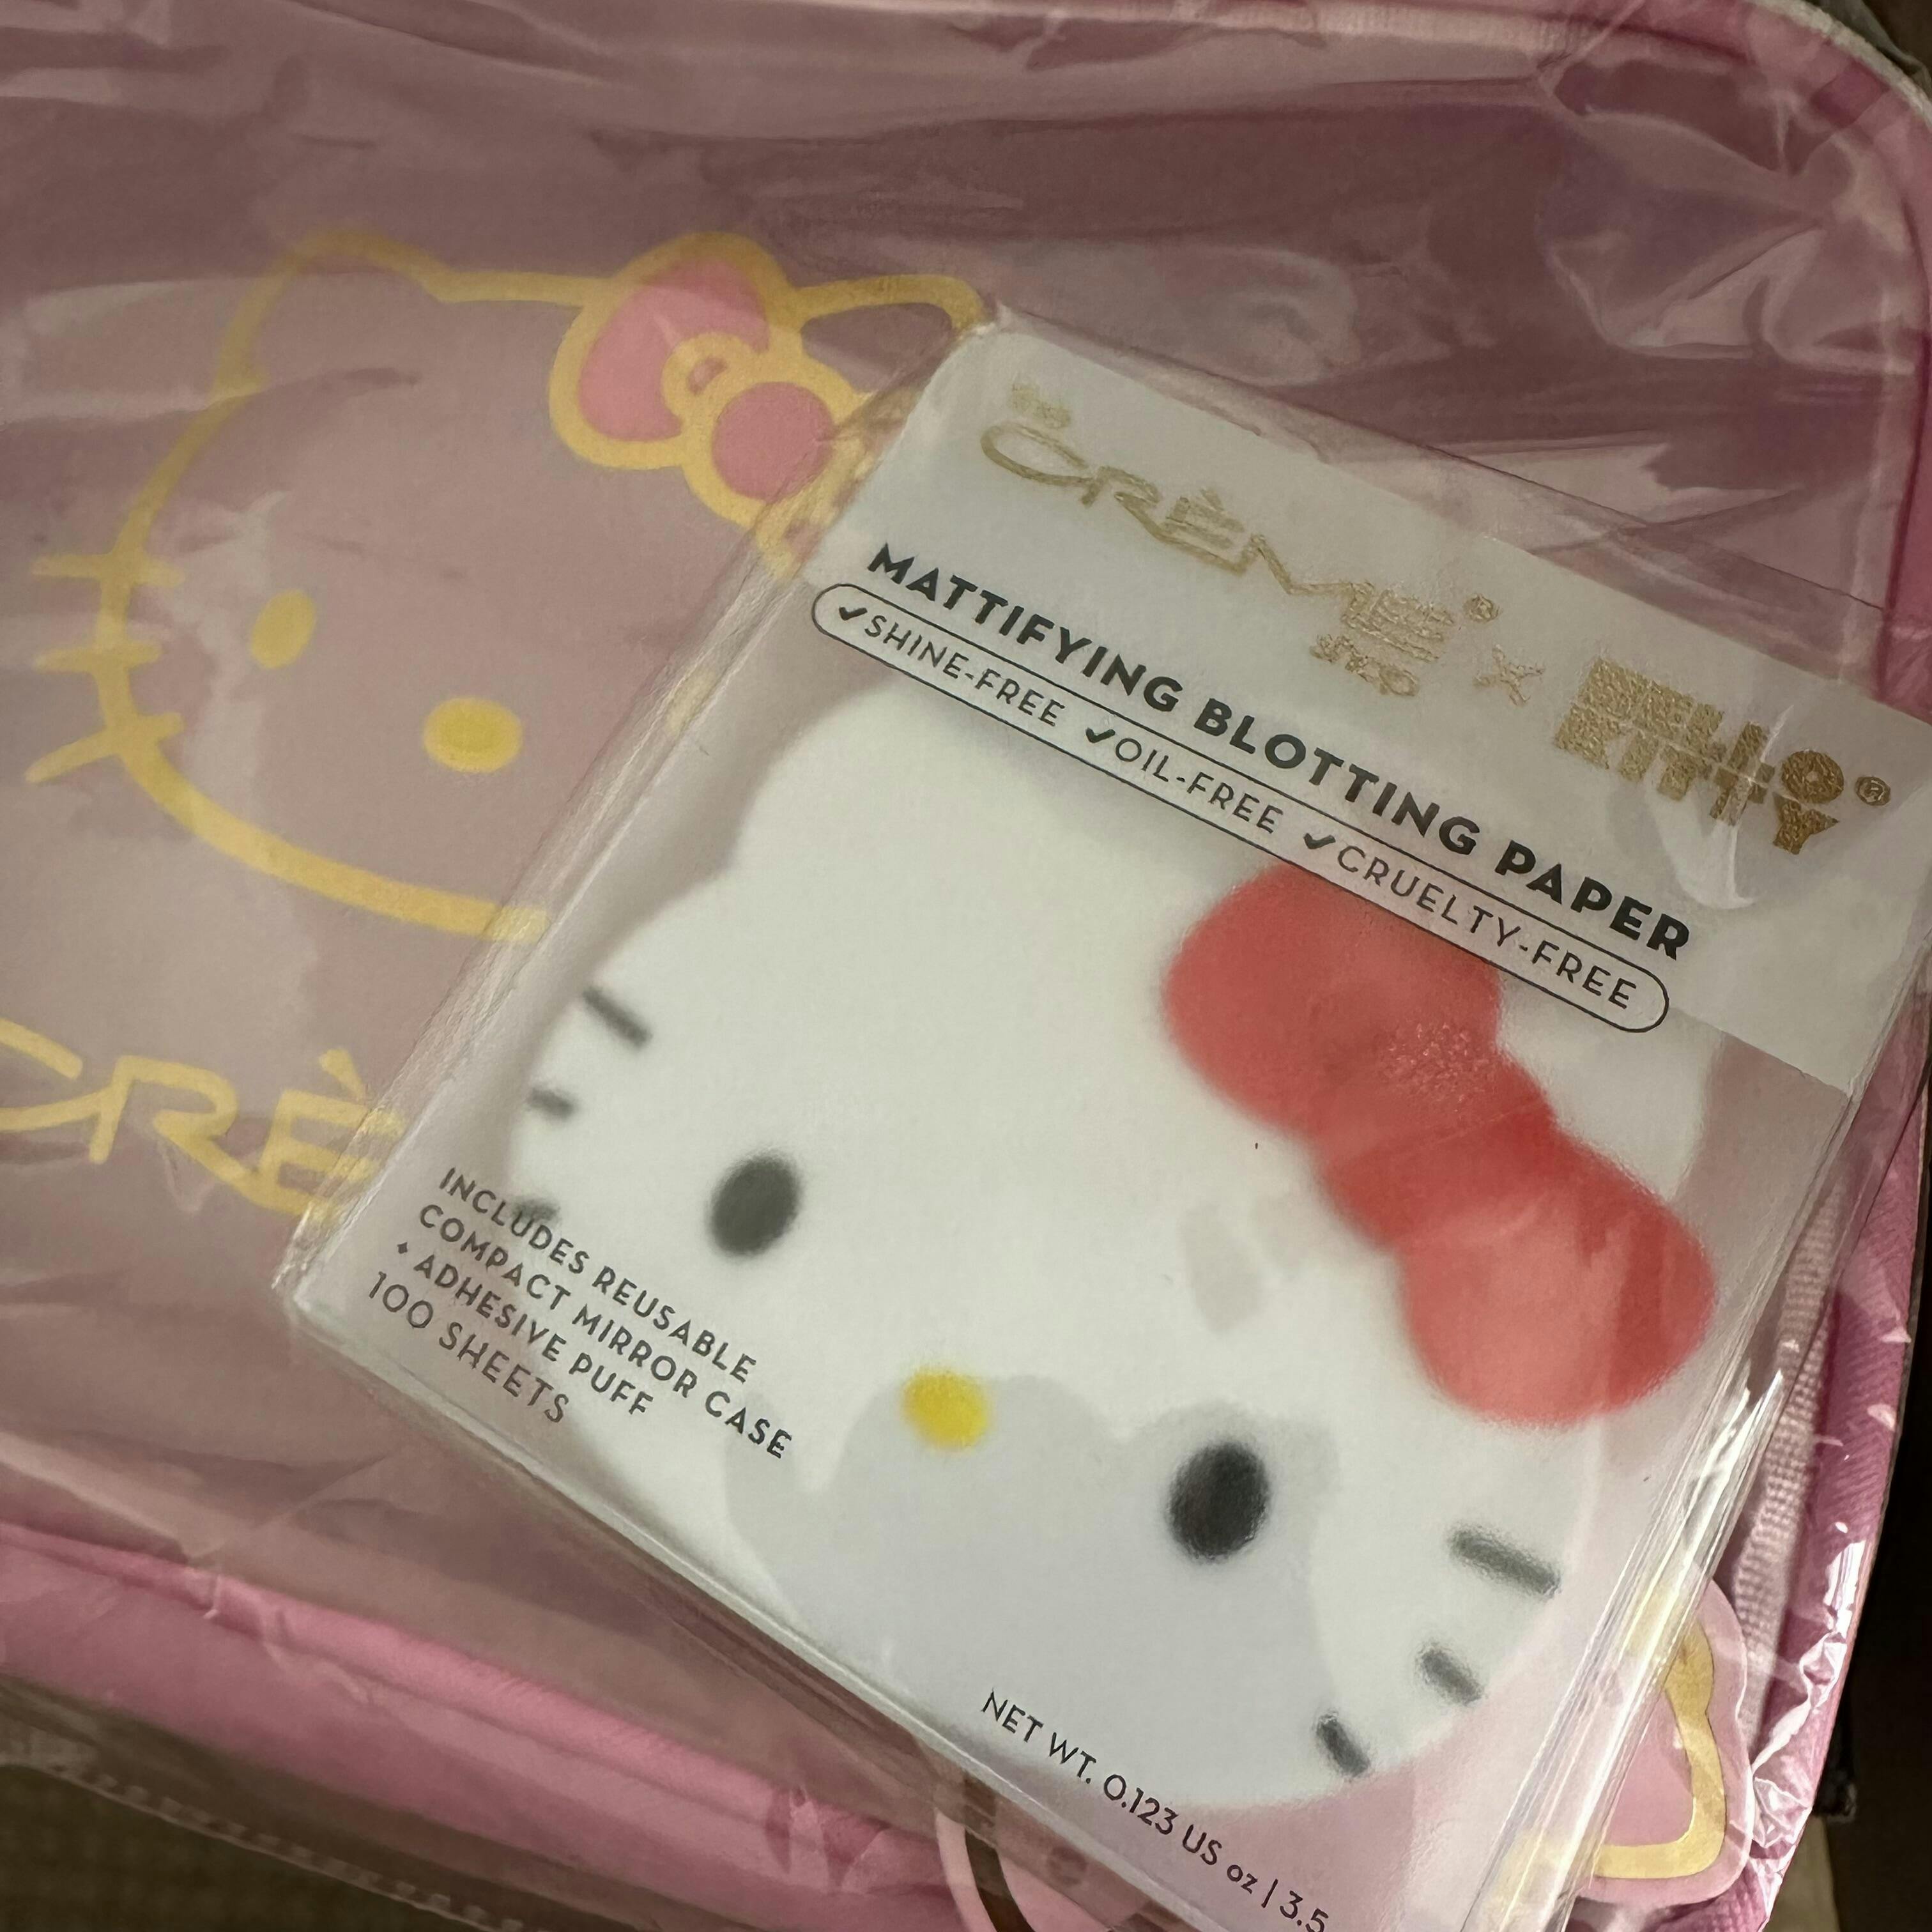 the
CRÈME® x HELLO
shop KITTY®
MATTIFYING BLOTTING PAPER
✓SHINE-FREE ✓OIL-FREE ✓CRUELTY-FREE
INCLUDES REUSABLE
COMPACT MIRROR CASE
+ ADHESIVE PUFF
100 SHEETS
NET WT. 0.123 US oz | 3.5
CRÈ